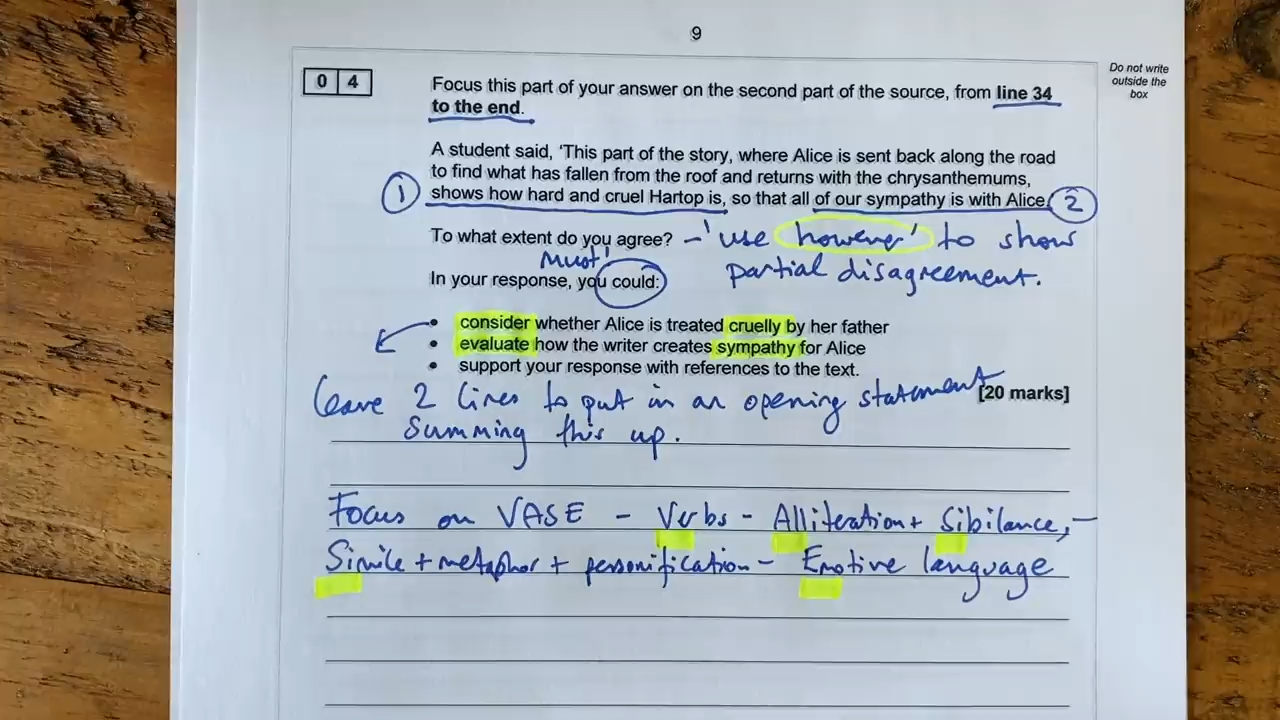 9
0 4
Do not write
outside the
box
Focus this part of your answer on the second part of the source, from line 34
to the end.
A student said, 'This part of the story, where Alice is sent back along the road
to find what has fallen from the roof and returns with the chrysanthemums,
1 shows how hard and cruel Hartop is, so that all of our sympathy is with Alice. 2
To what extent do you agree? - 'use however' to show
partial disagreement.
must!
In your response, you could:
• consider whether Alice is treated cruelly by her father
• evaluate how the writer creates sympathy for Alice
• support your response with references to the text.
[20 marks]
leave 2 lines to put in an opening statement
summing this up.
Focus on VASE - Verbs - Alliteration + Sibilance, -
Simile + metaphor + personification - Emotive language